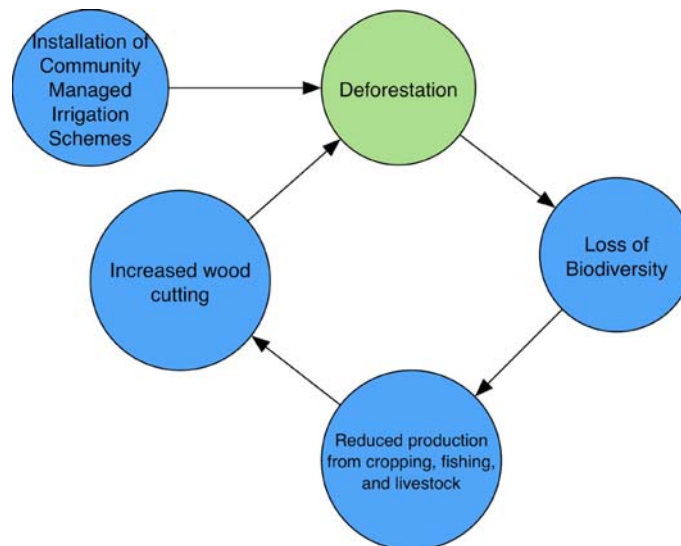 Installation of
Community
Managed
Irrigation
Schemes
Deforestation
Loss of
Biodiversity
Increased wood
cutting
Reduced production
from cropping, fishing,
and livestock